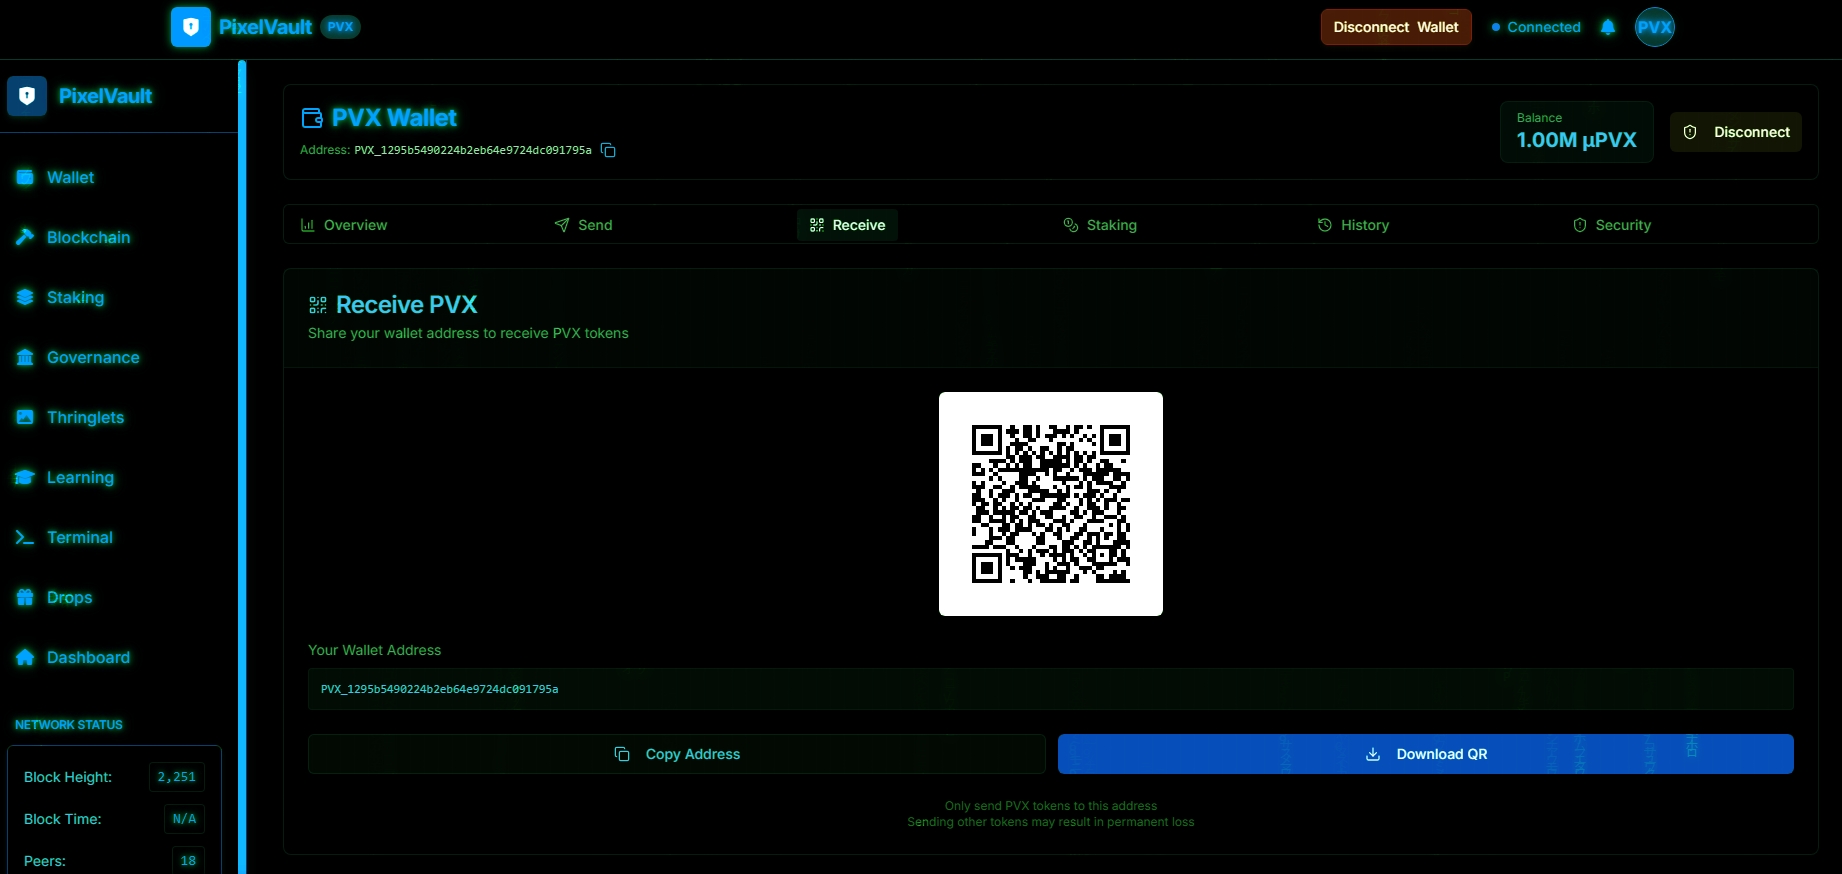 PixelVault PVX
Disconnect Wallet
Connected
PVX
PixelVault
Wallet
Blockchain
Staking
Governance
Thringlets
Learning
Terminal
Drops
Dashboard
NETWORK STATUS
Block Height: 2,251
Block Time: N/A
Peers: 18
PVX Wallet
Address: PVX_1295b5490224b2eb64e9724dc091795a
Balance
1.00M µPVX
Disconnect
Overview
Send
Receive
Staking
History
Security
Receive PVX
Share your wallet address to receive PVX tokens
Your Wallet Address
PVX_1295b5490224b2eb64e9724dc091795a
Copy Address
Download QR
Only send PVX tokens to this address
Sending other tokens may result in permanent loss